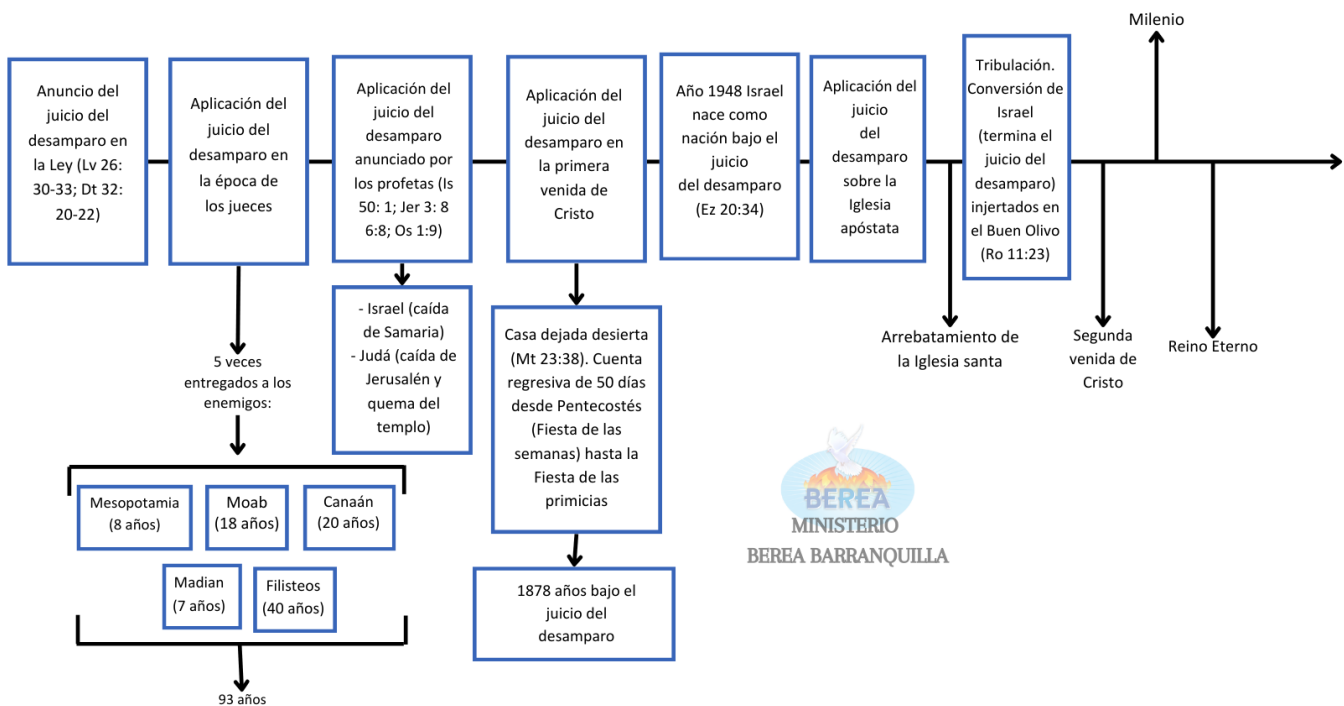 Anuncio del
juicio del
desamparo en
la Ley (Lv 26:
30-33; Dt 32:
20-22)
Aplicación del
juicio del
desamparo en
la época de
los jueces
5 veces
entregados a los
enemigos:
Mesopotamia
(8 años)
Moab
(18 años)
Canaán
(20 años)
Madian
(7 años)
Filisteos
(40 años)
93 años
Aplicación del
juicio del
desamparo
anunciado por
los profetas (Is
50: 1; Jer 3: 8
6:8; Os 1:9)
- Israel (caída
de Samaria)
- Judá (caída de
Jerusalén y
quema del
templo)
Aplicación del
juicio del
desamparo en
la primera
venida de
Cristo
Casa dejada desierta
(Mt 23:38). Cuenta
regresiva de 50 días
desde Pentecostés
(Fiesta de las
semanas) hasta la
Fiesta de las
primicias
1878 años bajo el
juicio del
desamparo
Año 1948 Israel
nace como
nación bajo el
juicio
del desamparo
(Ez 20:34)
Aplicación del
juicio
del
desamparo
sobre la
Iglesia
apóstata
Arrebatamiento de
la Iglesia santa
Tribulación.
Conversión de
Israel
(termina el
juicio del
desamparo)
injertados en
el Buen Olivo
(Ro 11:23)
Segunda
venida de
Cristo
Milenio
Reino Eterno
BEREA
MINISTERIO
BEREA BARRANQUILLA